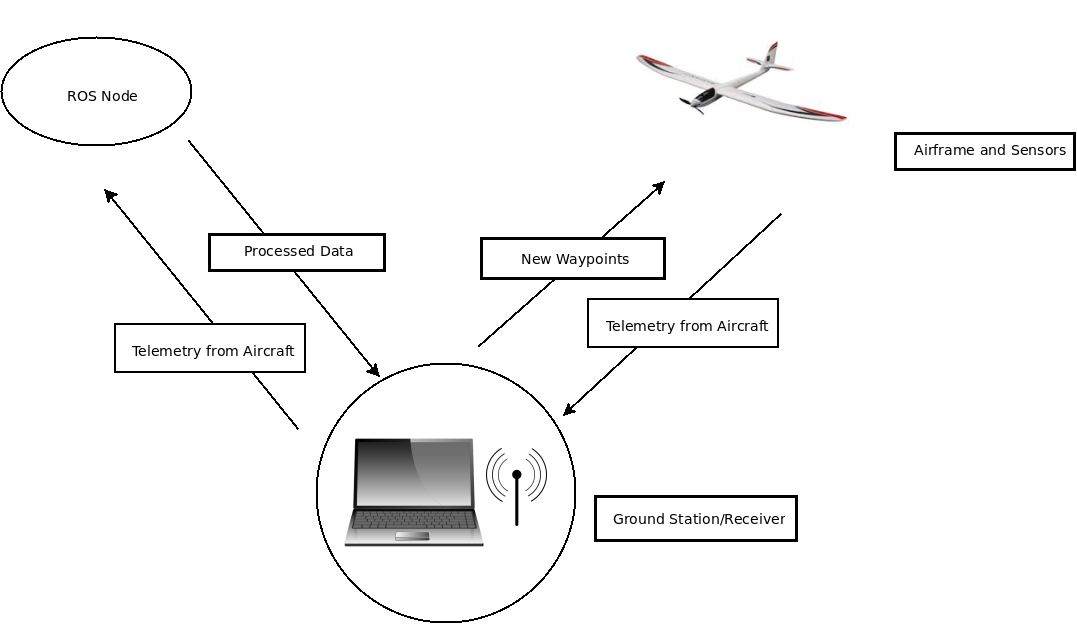 ROS Node
Airframe and Sensors
Processed Data
New Waypoints
Telemetry from Aircraft
Telemetry from Aircraft
Ground Station/Receiver